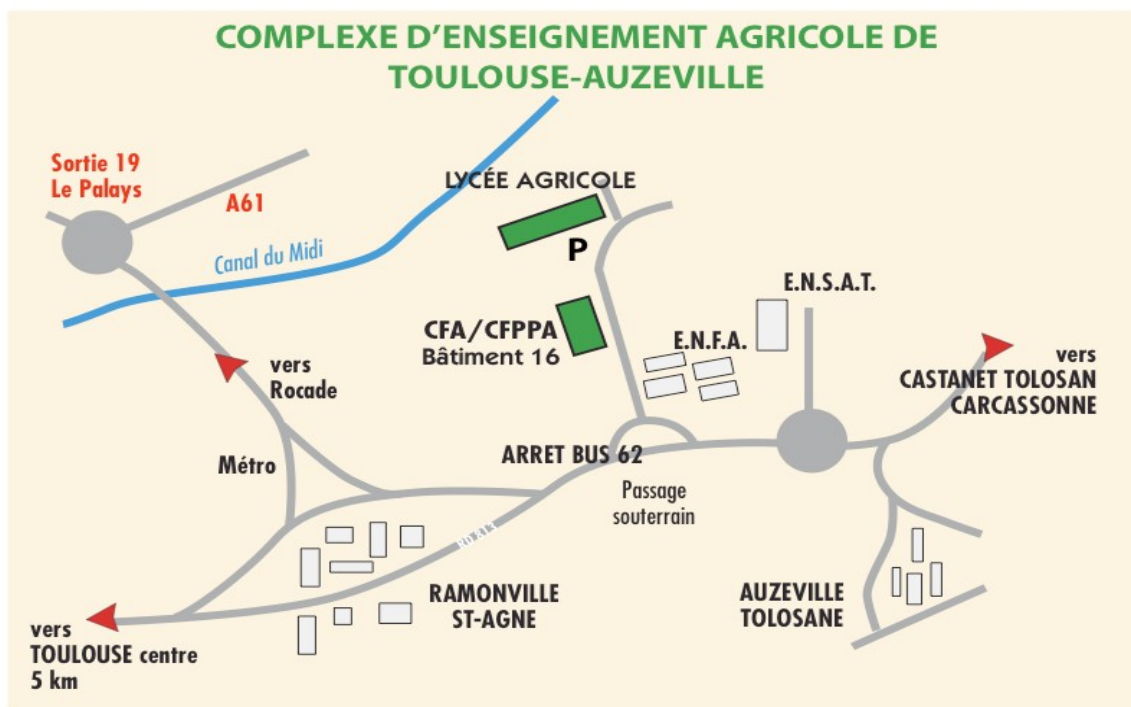 COMPLEXE D'ENSEIGNEMENT AGRICOLE DE
TOULOUSE-AUZEVILLE
Sortie 19
Le Palays
A61
LYCÉE AGRICOLE
P
Canal du Midi
E.N.S.A.T.
CFA/CFPPA
Bâtiment 16
E.N.F.A.
vers
Rocade
vers
CASTANET TOLOSAN
CARCASSONNE
Métro
ARRET BUS 62
Passage
souterrain
RD 813
RAMONVILLE
ST-AGNE
AUZEVILLE
TOLOSANE
vers
TOULOUSE centre
5 km